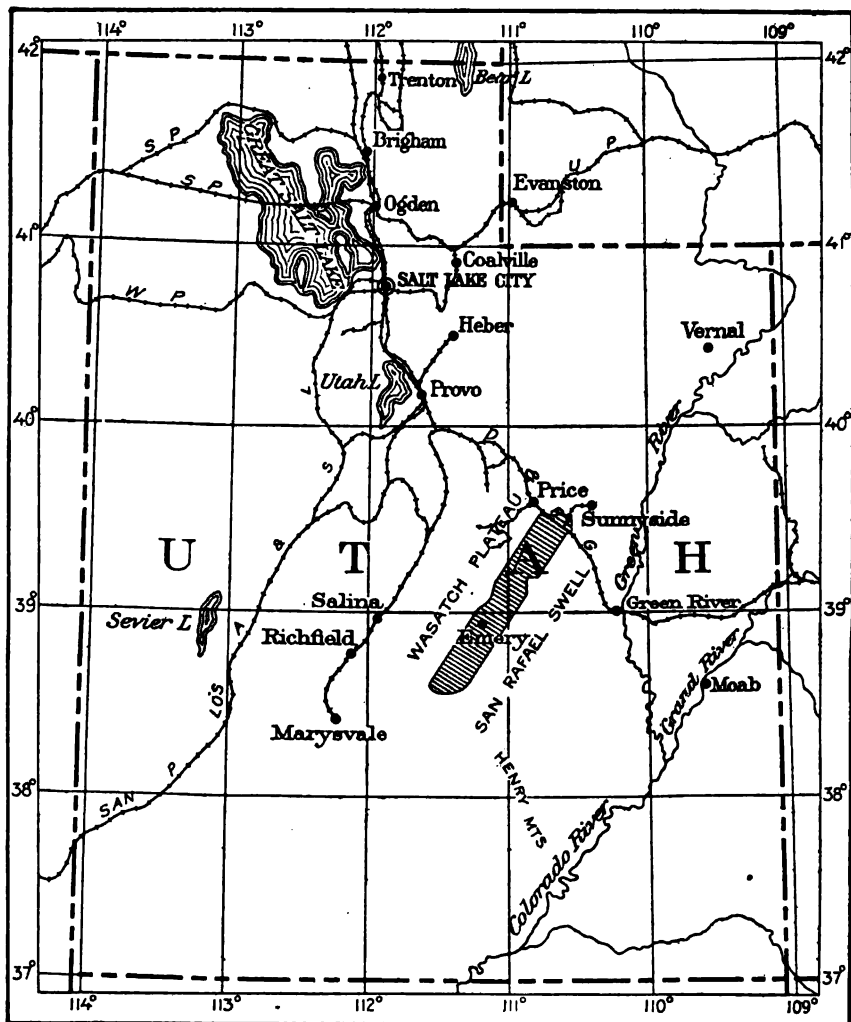 114° 113° 112° 111° 110° 109°
42° 42°
Trenton
Bear L
S P
GREAT SALT LAKE
Brigham
U P
S P
Evanston
Ogden
41° 41°
Coalville
SALT LAKE CITY
W P
Heber
Vernal
Utah L
Provo
40° 40°
D & R G
Price
Sunnyside
Green River
WASATCH PLATEAU
U T A H
SAN RAFAEL SWELL
Salina
39° 39°
Green River
Sevier L
Emery
Richfield
Grand River
Moab
Marysvale
SAN P LOS A & S L
HENRY MTS
38° 38°
Colorado River
37° 37°
114° 113° 112° 111° 110° 109°